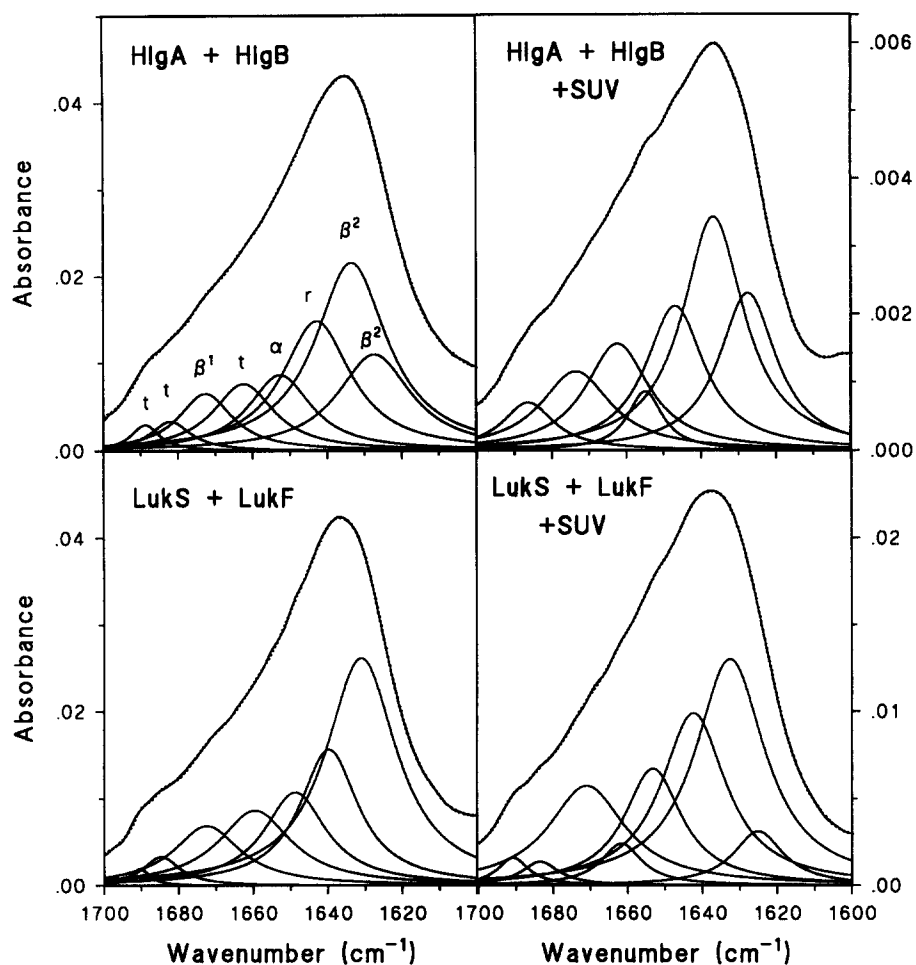 HlgA + HlgB
HlgA + HlgB
+SUV
.006
.04
.004
Absorbance
β²
.02
r
β²
.002
α
t
β¹
t
t
.00
.000
LukS + LukF
LukS + LukF
+SUV
.04
.02
Absorbance
.02
.01
.00
.00
1700 1680 1660 1640 1620 1700 1680 1660 1640 1620 1600
Wavenumber (cm⁻¹) Wavenumber (cm⁻¹)